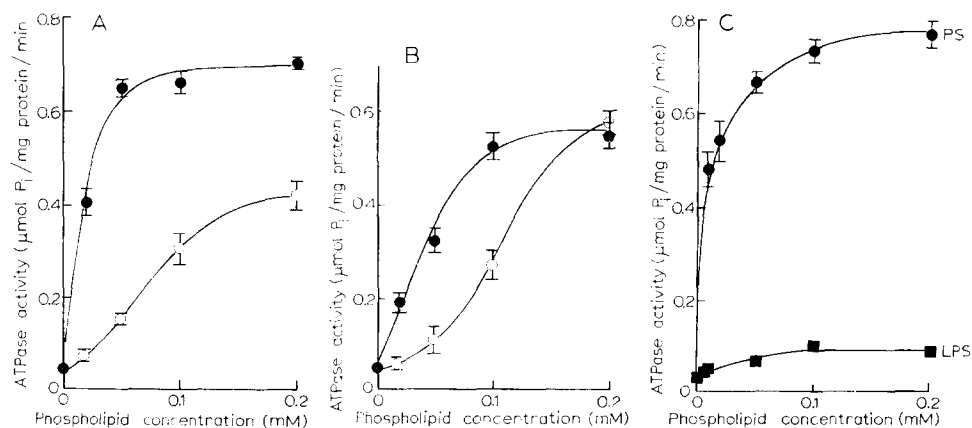 A
ATPase activity (μmol Pi/mg protein/min
0.8
0.6
0.4
0.2
0
0
0.1
0.2
Phospholipid concentration (mM)
B
ATPase activity (μmol Pi/mg protein/min.)
0.6
0.4
0.2
0
0
0.1
0.2
Phospholipid concentration (mM)
C
ATPase activity (μmol Pi/mg protein/min)
0.8
0.6
0.4
0.2
0
0
0.1
0.2
PS
LPS
Phospholipid concentration (mM)